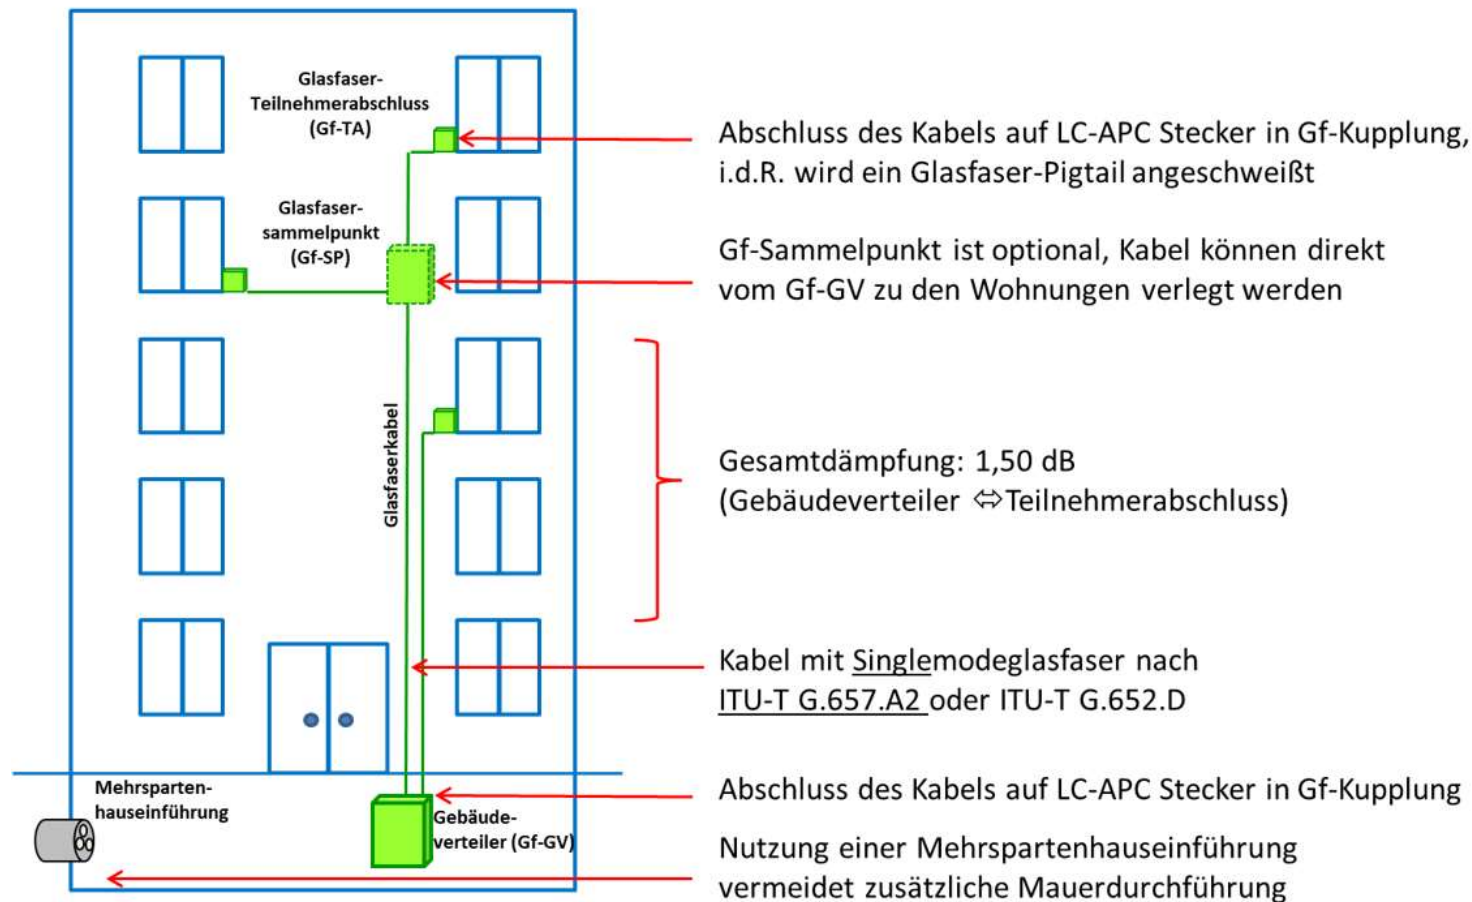 Glasfaser-
Teilnehmerabschluss
(Gf-TA)
Abschluss des Kabels auf LC-APC Stecker in Gf-Kupplung,
i.d.R. wird ein Glasfaser-Pigtail angeschweißt
Glasfaser-
sammelpunkt
(Gf-SP)
Gf-Sammelpunkt ist optional, Kabel können direkt
vom Gf-GV zu den Wohnungen verlegt werden
Glasfaserkabel
Gesamtdämpfung: 1,50 dB
(Gebäudeverteiler ⇔Teilnehmerabschluss)
Kabel mit Singlemodeglasfaser nach
ITU-T G.657.A2 oder ITU-T G.652.D
Mehrsparten-
hauseinführung
Gebäude-
verteiler (Gf-GV)
Abschluss des Kabels auf LC-APC Stecker in Gf-Kupplung
Nutzung einer Mehrspartenhauseinführung
vermeidet zusätzliche Mauerdurchführung